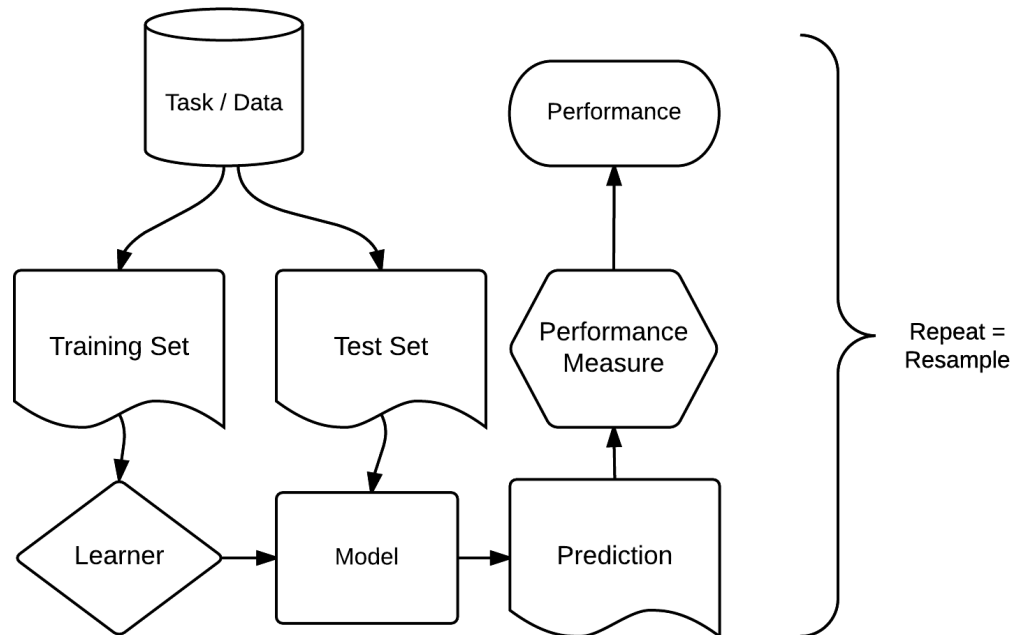 Task / Data
Performance
Training Set
Test Set
Performance
Measure
Repeat =
Resample
Learner
Model
Prediction